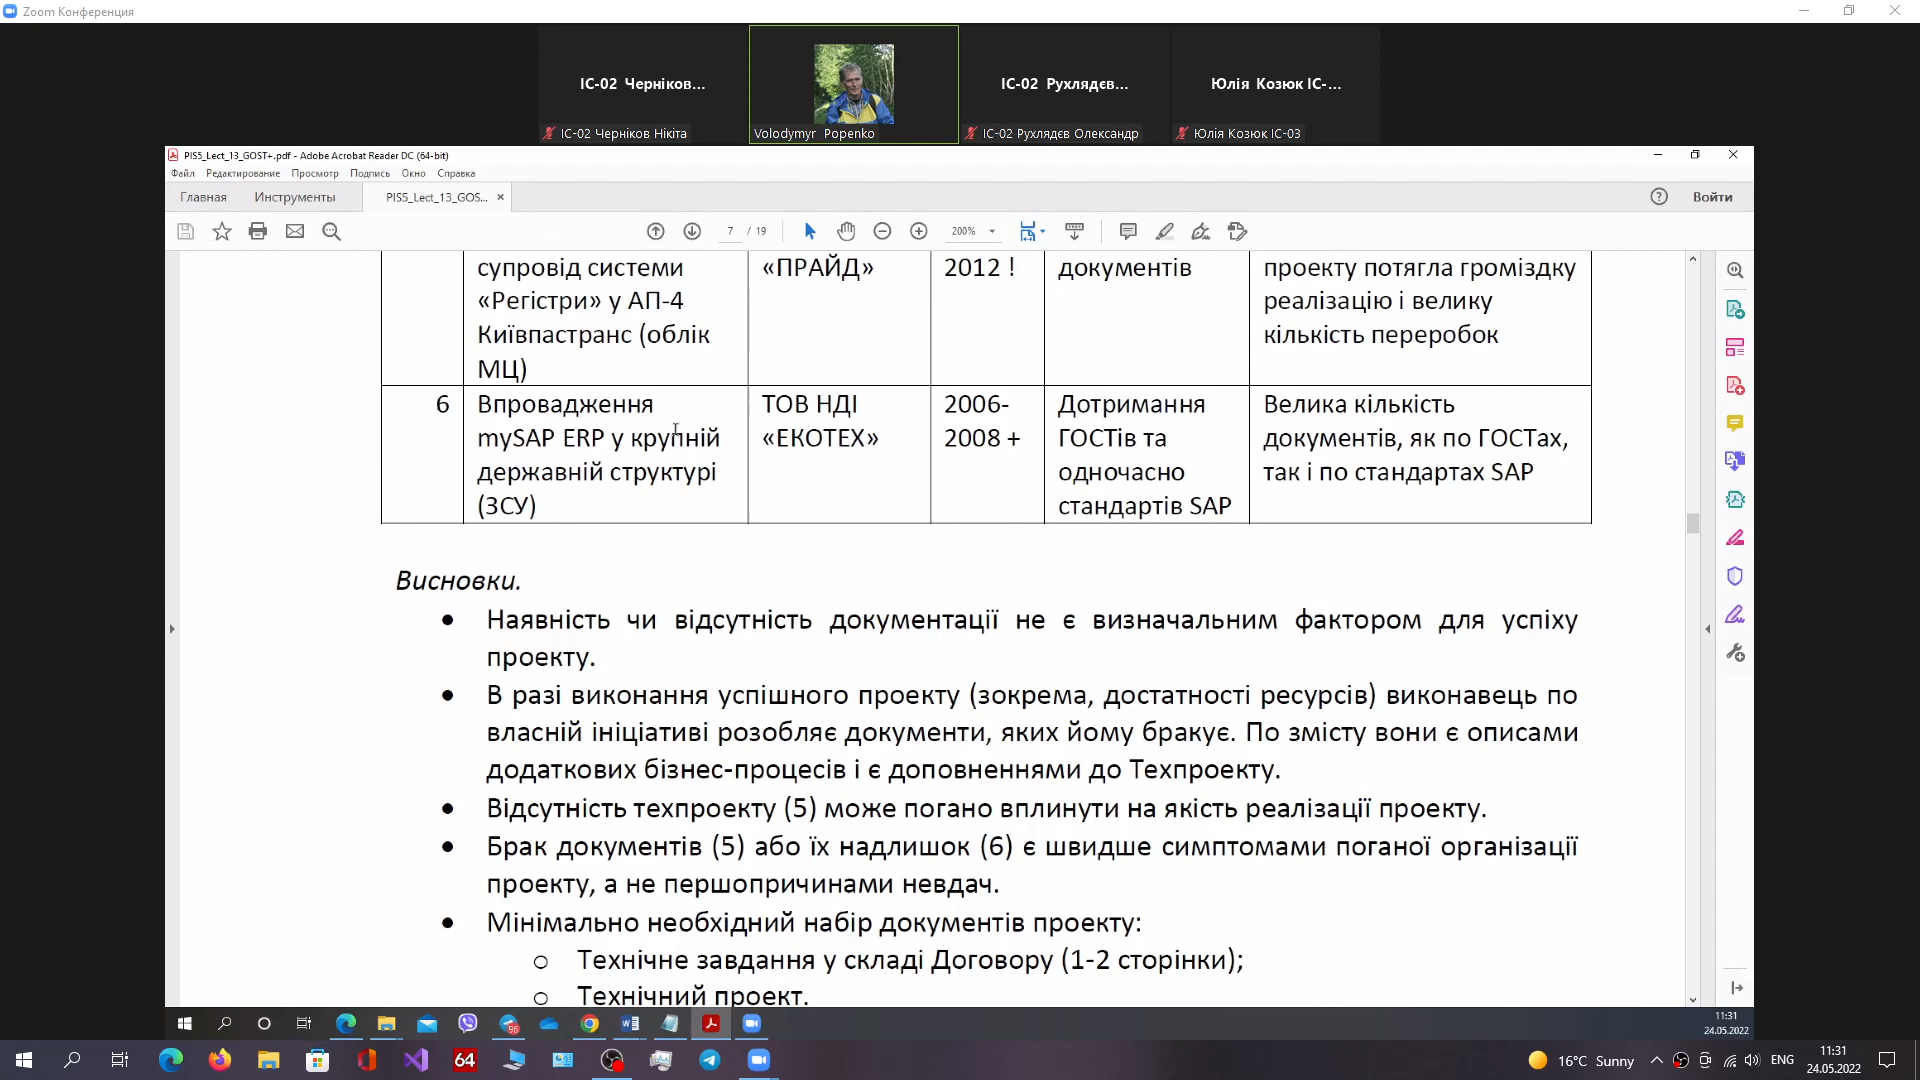 Zoom Конференция
ІС-02 Черніков...
ІС-02 Рухлядєв...
Юлія Козюк ІС-...
ІС-02 Черніков Нікіта
Volodymyr Popenko
ІС-02 Рухлядєв Олександр
Юлія Козюк ІС-03
PIS5_Lect_13_GOST+.pdf - Adobe Acrobat Reader DC (64-bit)
Файл Редактирование Просмотр Подпись Окно Справка
Главная Инструменты PIS5_Lect_13_GOS... Войти
7 / 19 200%
супровід системи
«Регістри» у АП-4
Київпастранс (облік
МЦ)
«ПРАЙД»
2012 !
документів
проекту потягла громіздку
реалізацію і велику
кількість переробок
6
Впровадження
mySAP ERP у крупній
державній структурі
(ЗСУ)
ТОВ НДІ
«ЕКОТЕХ»
2006-
2008 +
Дотримання
ГОСТів та
одночасно
стандартів SAP
Велика кількість
документів, як по ГОСТах,
так і по стандартах SAP
Висновки.
Наявність чи відсутність документації не є визначальним фактором для успіху
проекту.
В разі виконання успішного проекту (зокрема, достатності ресурсів) виконавець по
власній ініціативі розобляє документи, яких йому бракує. По змісту вони є описами
додаткових бізнес-процесів і є доповненнями до Техпроекту.
Відсутність техпроекту (5) може погано вплинути на якість реалізації проекту.
Брак документів (5) або їх надлишок (6) є швидше симптомами поганої організації
проекту, а не першопричинами невдач.
Мінімально необхідний набір документів проекту:
Технічне завдання у складі Договору (1-2 сторінки);
Технічний проект.
96
11:31
24.05.2022
64
16°C Sunny
ENG
11:31
24.05.2022